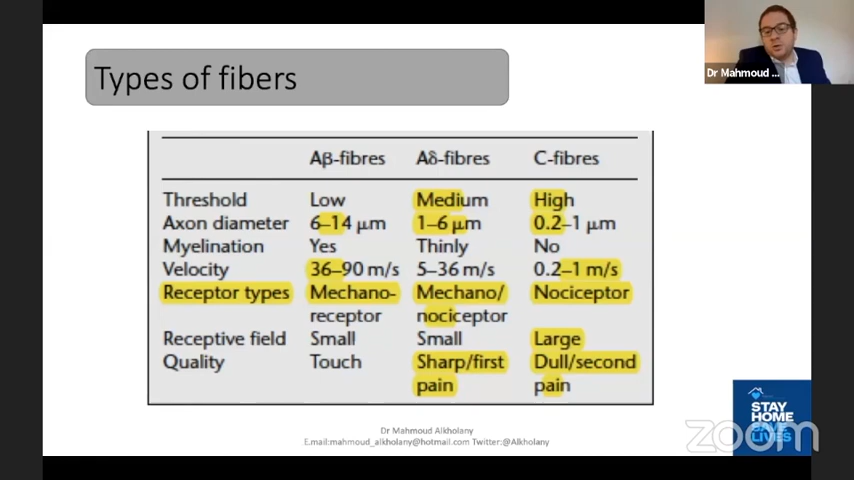 Types of fibers
Dr Mahmoud ...
Aβ-fibres Aδ-fibres C-fibres
Threshold Low Medium High
Axon diameter 6–14 μm 1–6 μm 0.2–1 μm
Myelination Yes Thinly No
Velocity 36–90 m/s 5–36 m/s 0.2–1 m/s
Receptor types Mechano- Mechano/ Nociceptor
receptor nociceptor
Receptive field Small Small Large
Quality Touch Sharp/first Dull/second
pain pain
Dr Mahmoud Alkholany
E.mail:mahmoud_alkholany@hotmail.com Twitter:@Alkholany
STAY
HOME
SAVE
LIVES
zoom